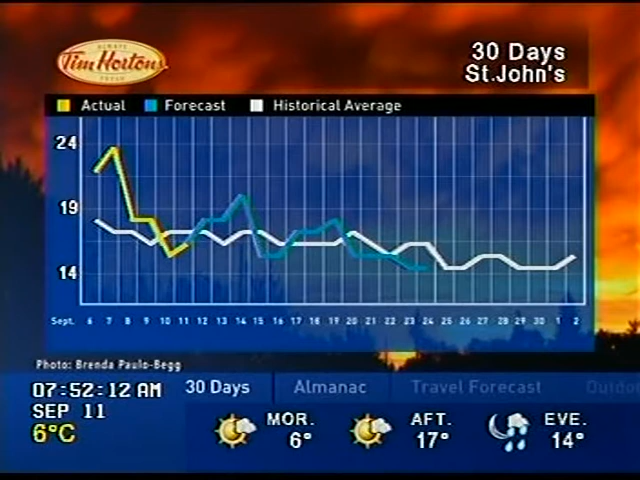 ALWAYS
Tim Hortons
FRESH
30 Days
St.John's
Actual
Forecast
Historical Average
24
19
14
Sept. 6 7 8 9 10 11 12 13 14 15 16 17 18 19 20 21 22 23 24 25 26 27 28 29 30 1 2
Photo: Brenda Paulo-Begg
07:52:12 AM
SEP 11
6°C
30 Days
Almanac
Travel Forecast
Outdo
MOR.
6°
AFT.
17°
EVE.
14°